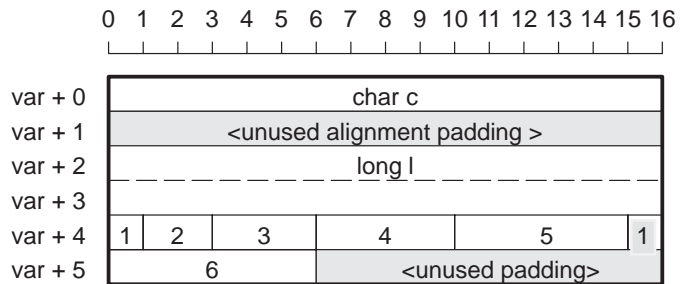 0 1 2 3 4 5 6 7 8 9 10 11 12 13 14 15 16
var + 0 char c
var + 1 <unused alignment padding >
var + 2 long l
var + 3
var + 4 1 2 3 4 5 1
var + 5 6 <unused padding>